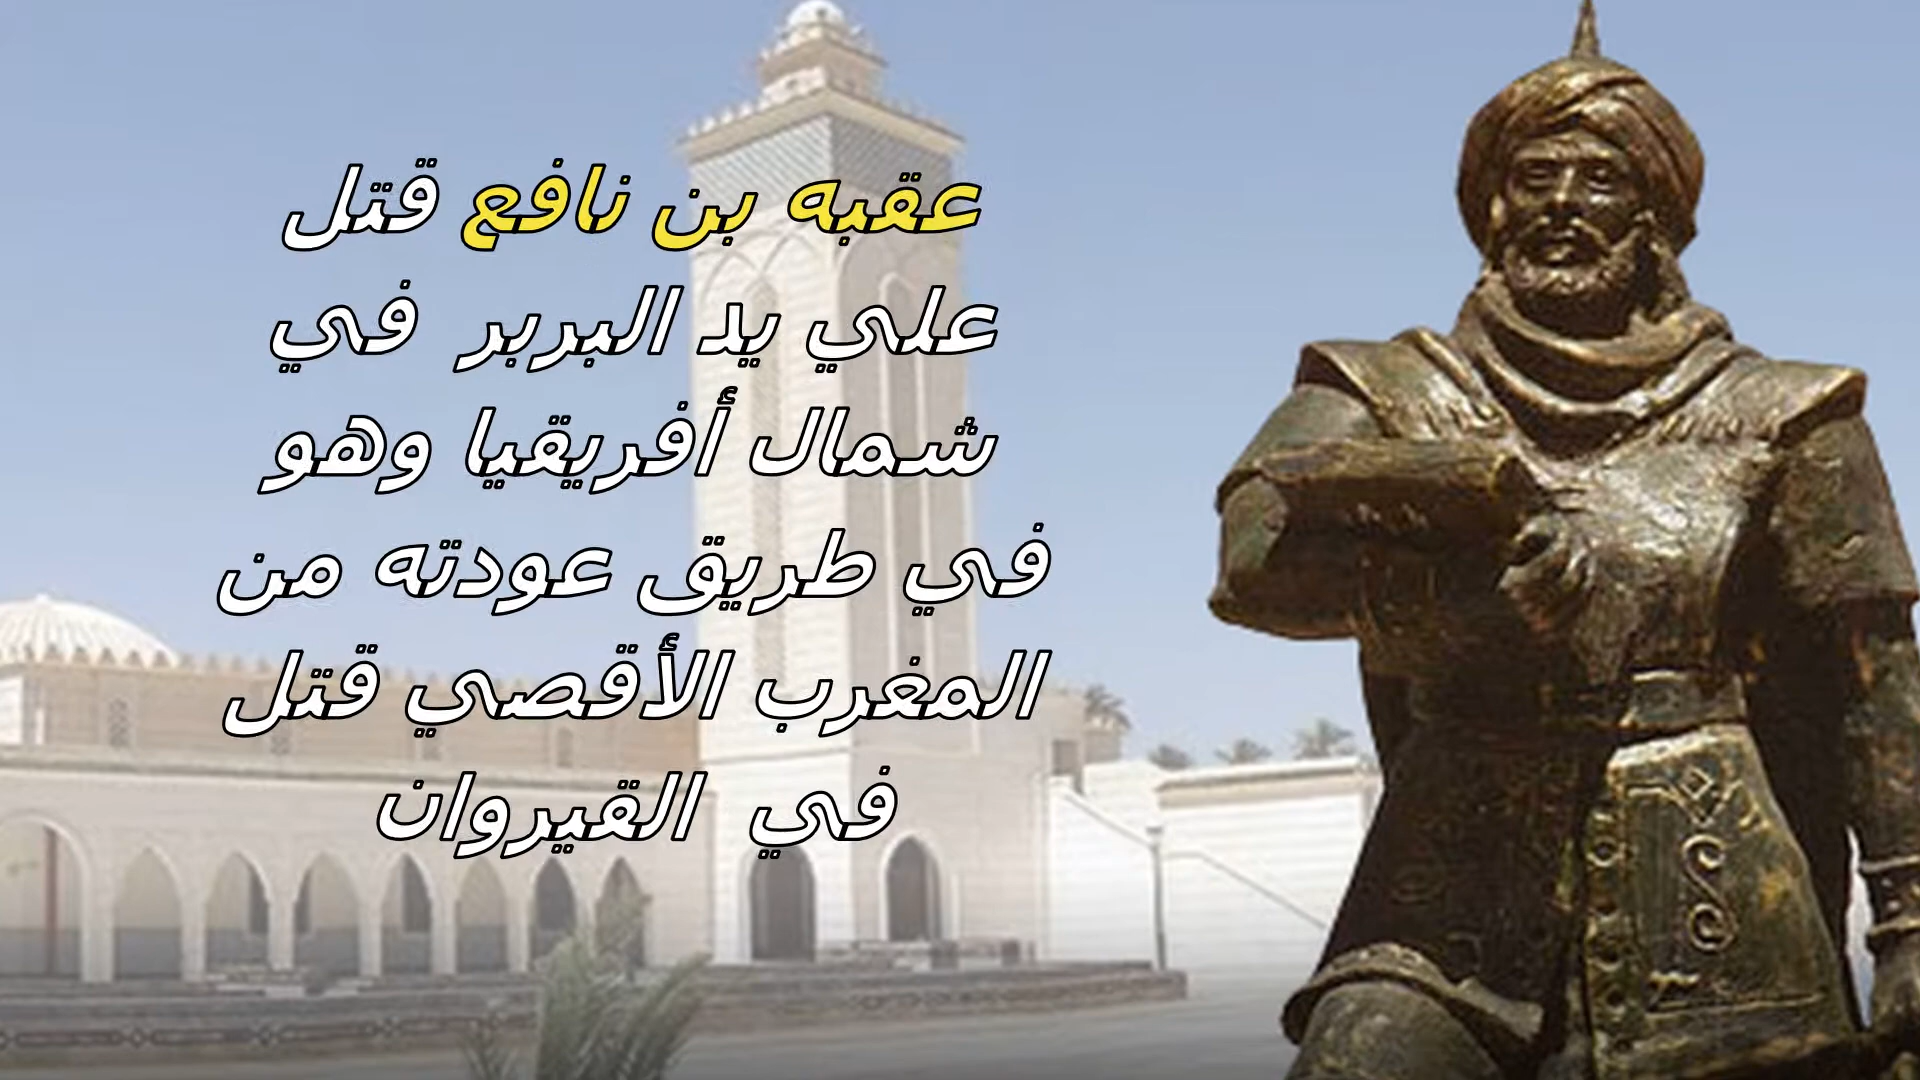 عقبه بن نافع قتل
علي يد البربر في
شمال أفريقيا وهو
في طريق عودته من
المغرب الأقصي قتل
في القيروان